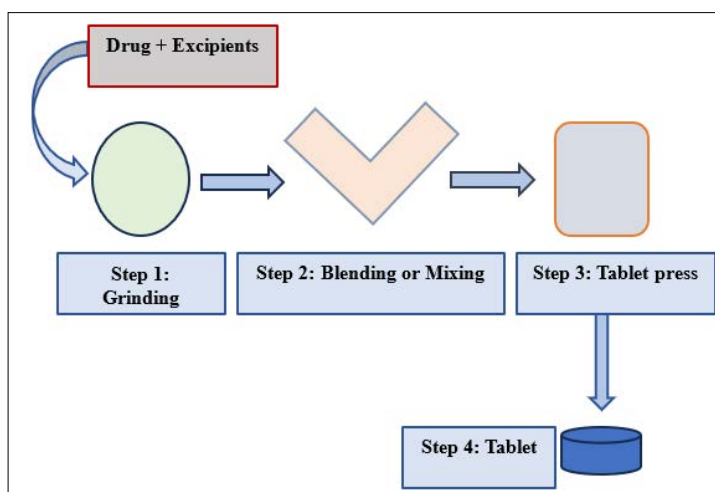 Drug + Excipients
Step 1:
Grinding
Step 2: Blending or Mixing
Step 3: Tablet press
Step 4: Tablet